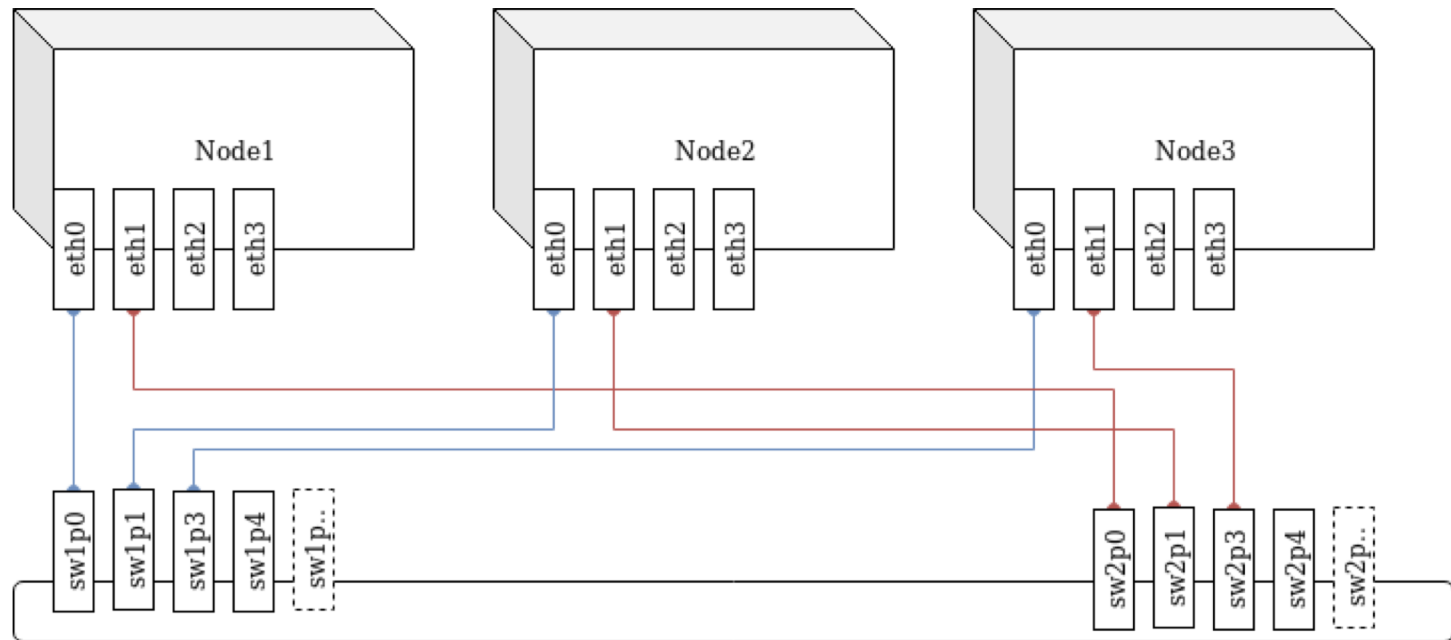 Node1
Node2
Node3
eth0
eth1
eth2
eth3
eth0
eth1
eth2
eth3
eth0
eth1
eth2
eth3
sw1p0
sw1p1
sw1p3
sw1p4
sw1p..
sw2p0
sw2p1
sw2p3
sw2p4
sw2p..